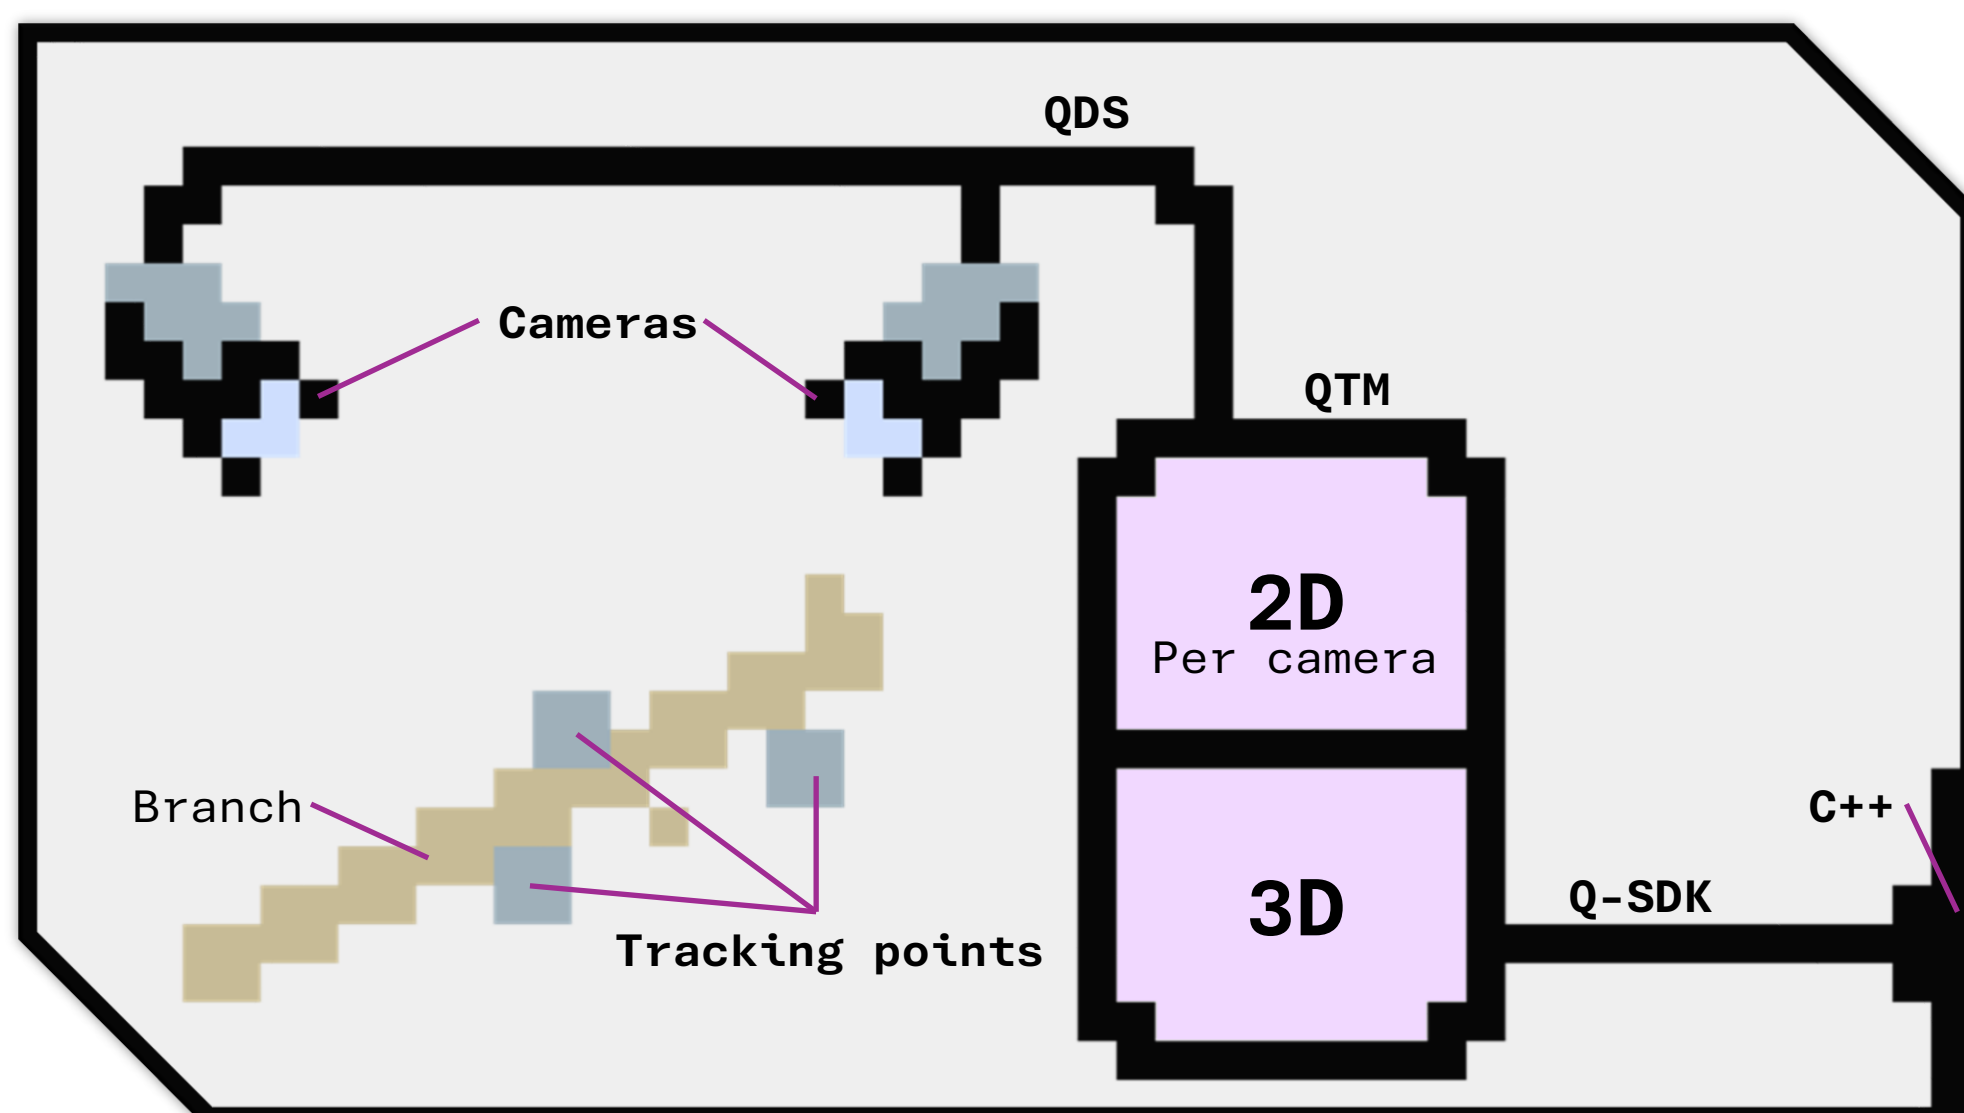 QDS
Cameras
QTM
2D
Per camera
Branch
C++
3D
Q-SDK
Tracking points